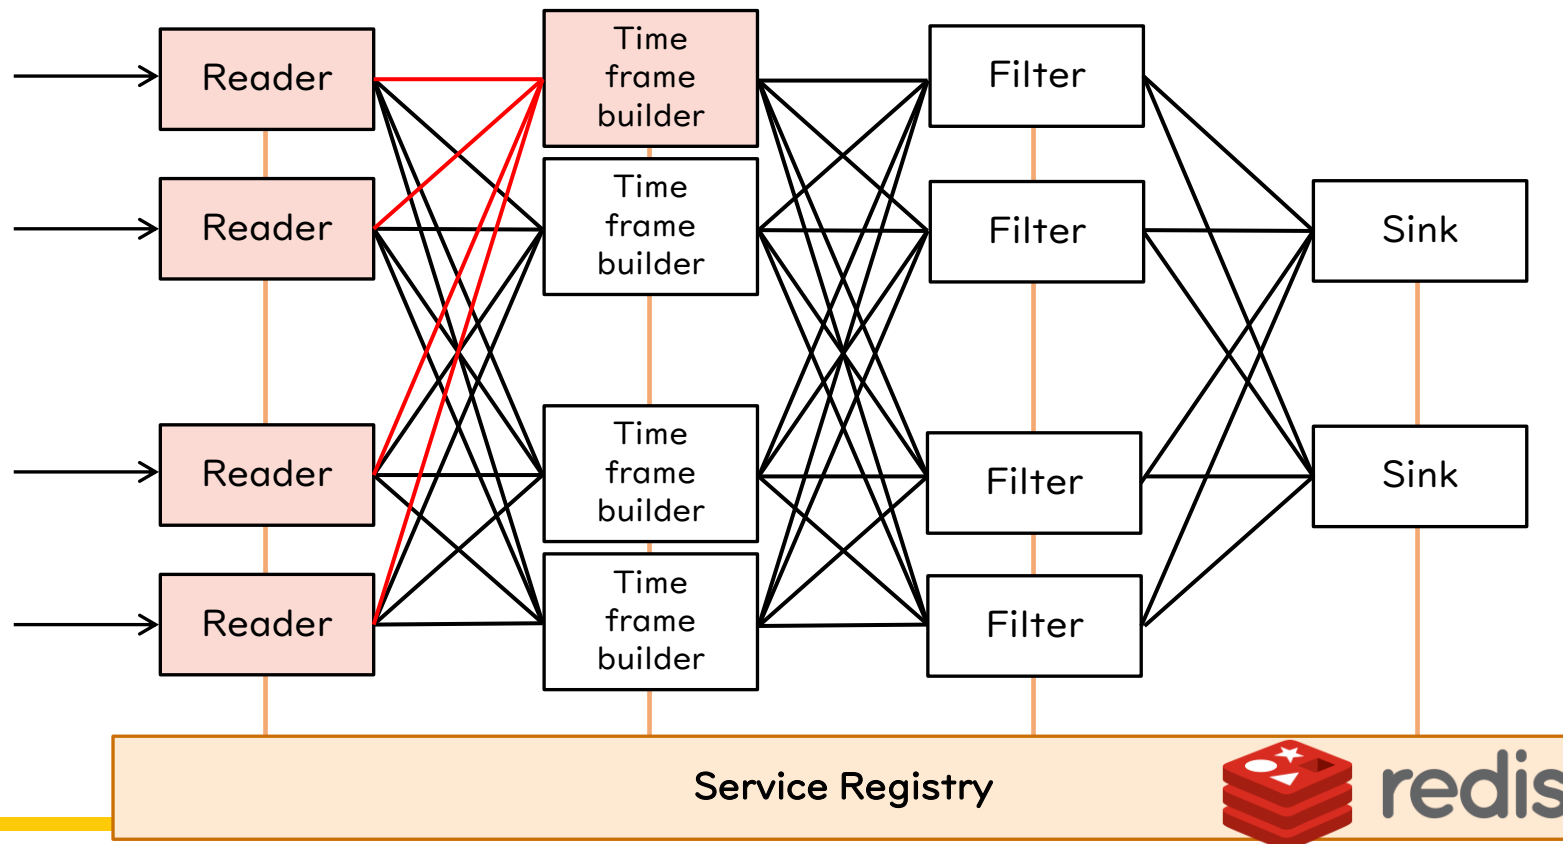 Reader
Time
frame
builder
Filter
Reader
Time
frame
builder
Filter
Sink
Reader
Time
frame
builder
Filter
Sink
Reader
Time
frame
builder
Filter
Service Registry
redis